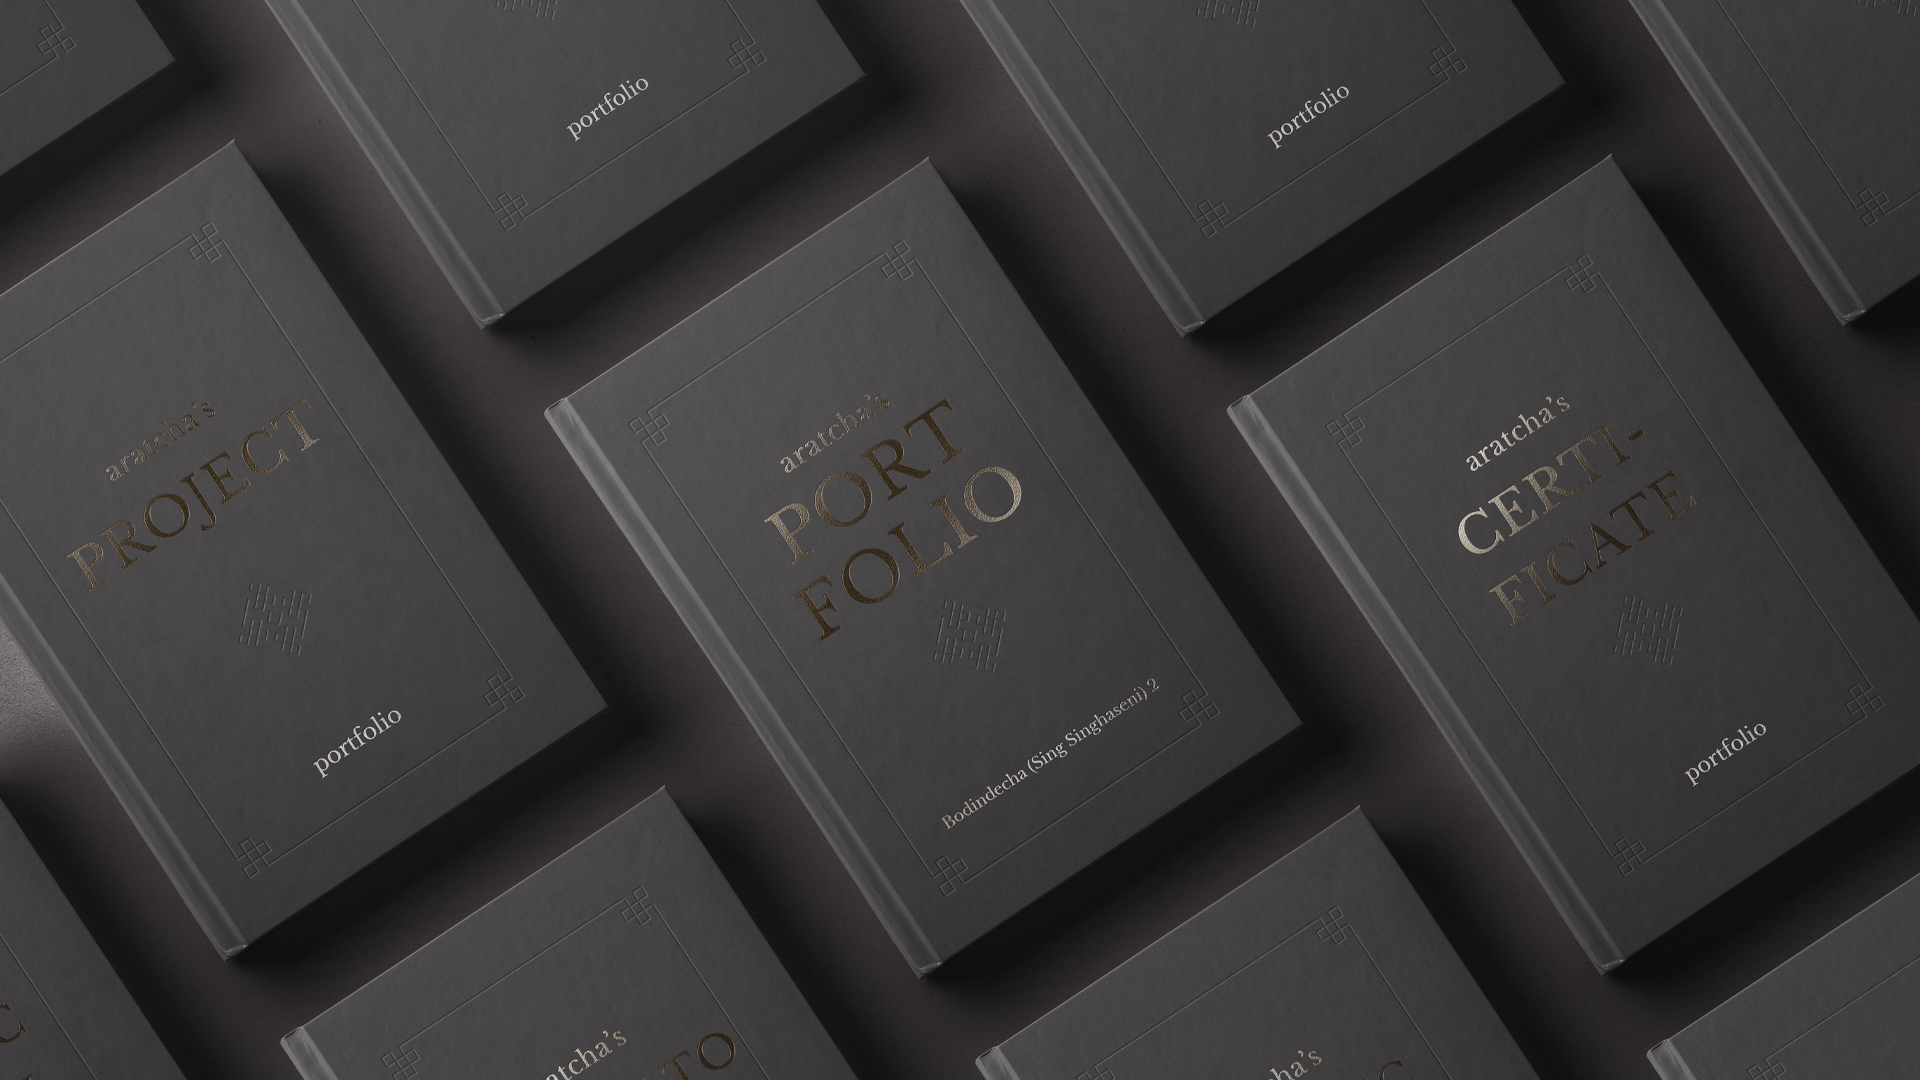 portfolio
portfolio
aratcha's
PROJECT
portfolio
aratcha's
PORT
FOLIO
Bodindecha (Sing Singhaseni) 2
aratcha's
CERTI-
FICATE
portfolio